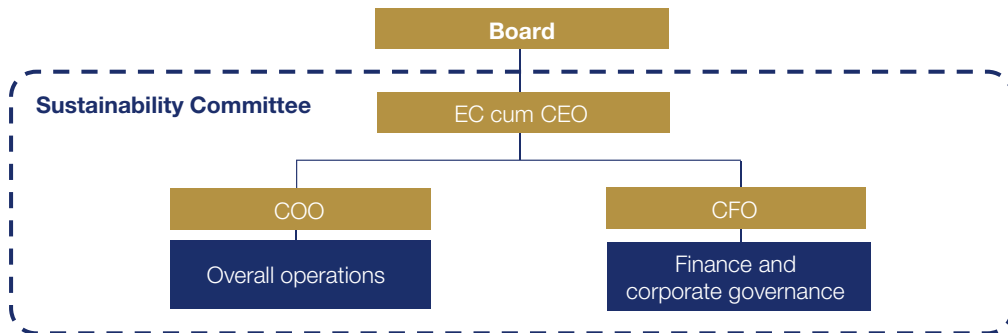 Board
Sustainability Committee
EC cum CEO
COO
CFO
Overall operations
Finance and
corporate governance